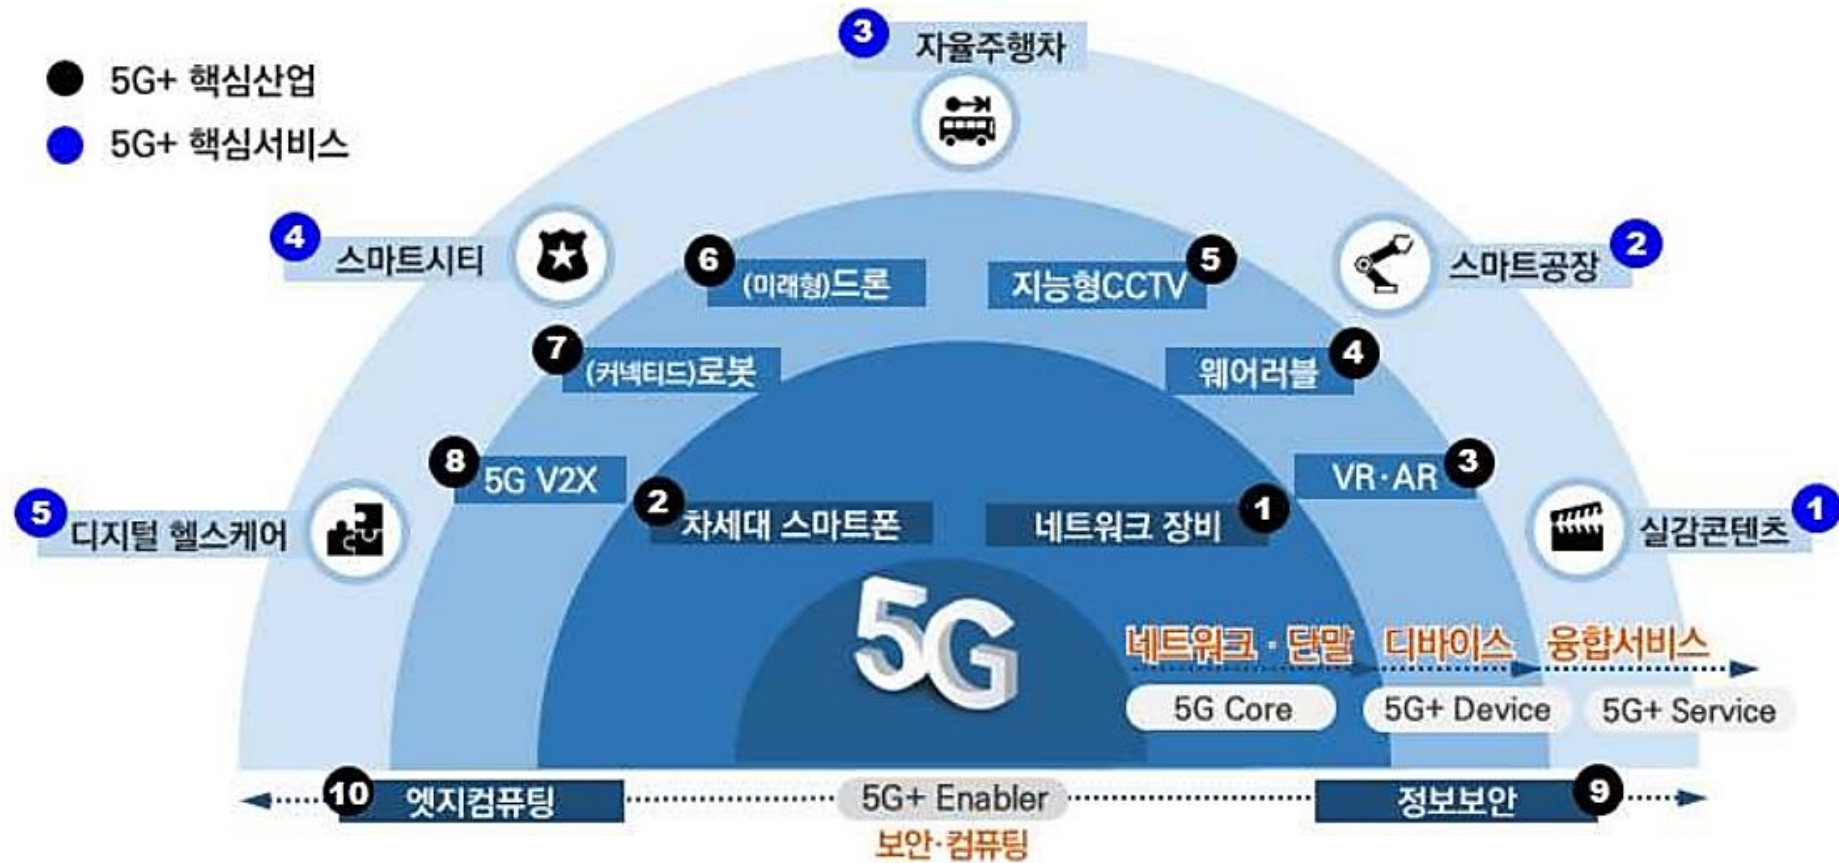 3 자율주행차
5G+ 핵심산업
5G+ 핵심서비스
4 스마트시티
6 (미래형)드론
지능형CCTV 5
스마트공장 2
7 (커넥티드)로봇
웨어러블 4
8 5G V2X
VR·AR 3
5 디지털 헬스케어
2 차세대 스마트폰
네트워크 장비 1
실감콘텐츠 1
5G
네트워크·단말 디바이스 융합서비스
5G Core 5G+ Device 5G+ Service
10 엣지컴퓨팅
5G+ Enabler
정보보안 9
보안·컴퓨팅